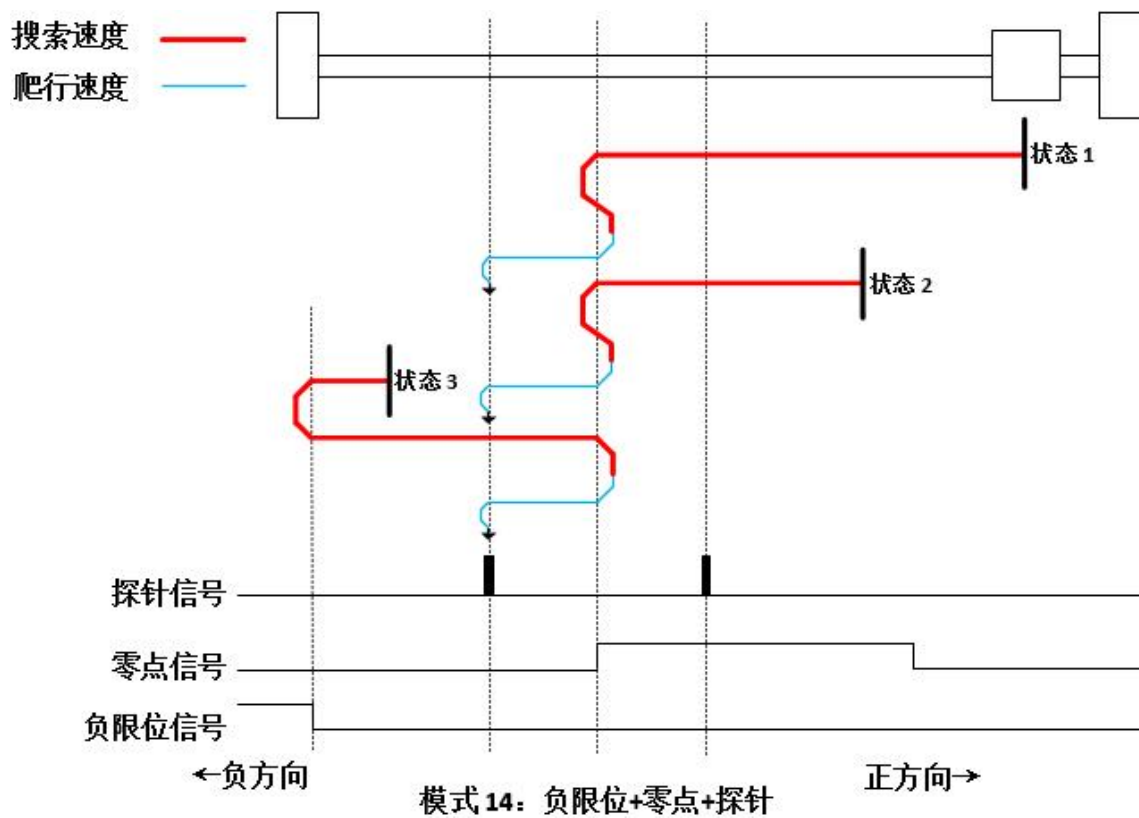 搜索速度
爬行速度
状态 1
状态 2
状态 3
探针信号
零点信号
负限位信号
←负方向
正方向→
模式 14：负限位+零点+探针